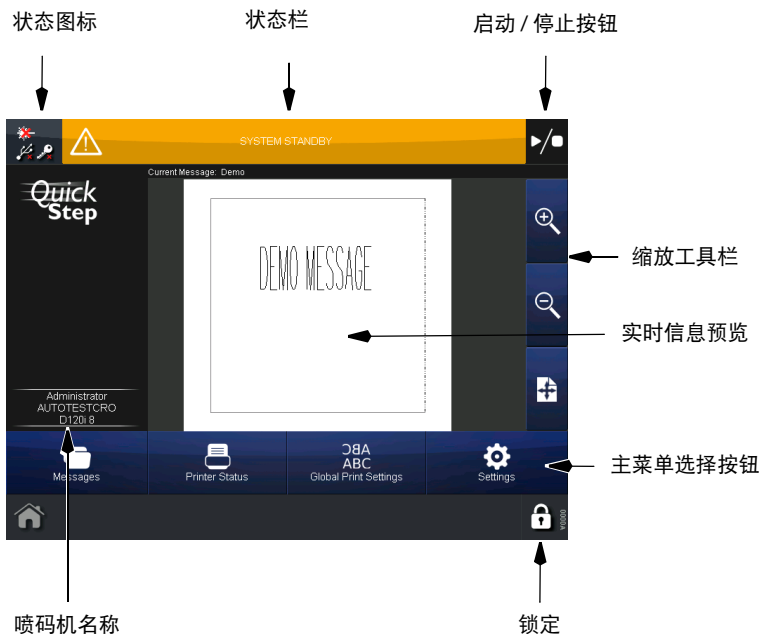 状态图标
状态栏
启动 / 停止按钮
SYSTEM STANDBY
Current Message: Demo
Quick
Step
DEMO MESSAGE
缩放工具栏
实时信息预览
Administrator
AUTOTESTCRO
D120i 8
Messages
Printer Status
ABC
ABC
Global Print Settings
Settings
主菜单选择按钮
0000A
喷码机名称
锁定